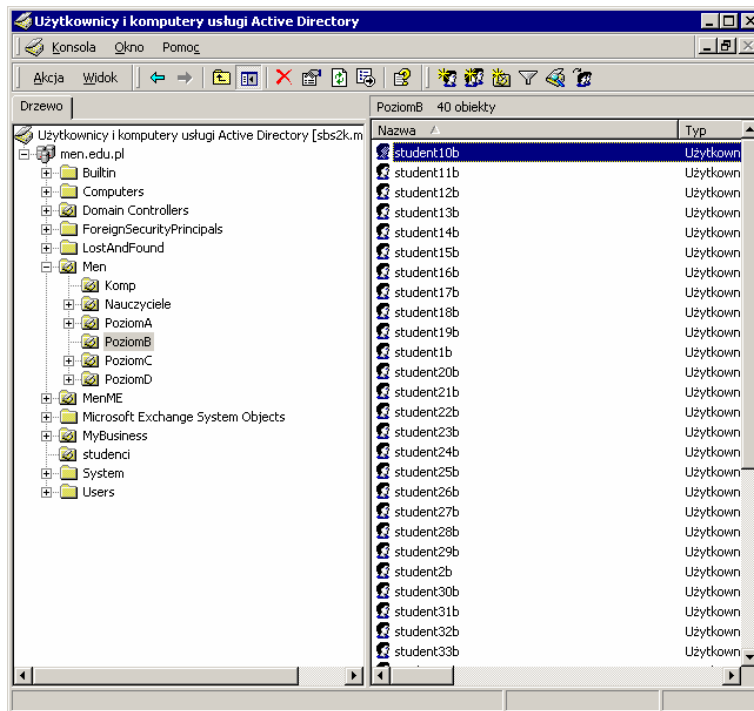 Użytkownicy i komputery usługi Active Directory
Konsola Okno Pomoc
Akcja Widok
Drzewo
PoziomB 40 obiekty
Użytkownicy i komputery usługi Active Directory [sbs2k.m
men.edu.pl
Builtin
Computers
Domain Controllers
ForeignSecurityPrincipals
LostAndFound
Men
Komp
Nauczyciele
PoziomA
PoziomB
PoziomC
PoziomD
MenME
Microsoft Exchange System Objects
MyBusiness
studenci
System
Users
Nazwa Typ
student10b Użytkown
student11b Użytkown
student12b Użytkown
student13b Użytkown
student14b Użytkown
student15b Użytkown
student16b Użytkown
student17b Użytkown
student18b Użytkown
student19b Użytkown
student1b Użytkown
student20b Użytkown
student21b Użytkown
student22b Użytkown
student23b Użytkown
student24b Użytkown
student25b Użytkown
student26b Użytkown
student27b Użytkown
student28b Użytkown
student29b Użytkown
student2b Użytkown
student30b Użytkown
student31b Użytkown
student32b Użytkown
student33b Użytkown